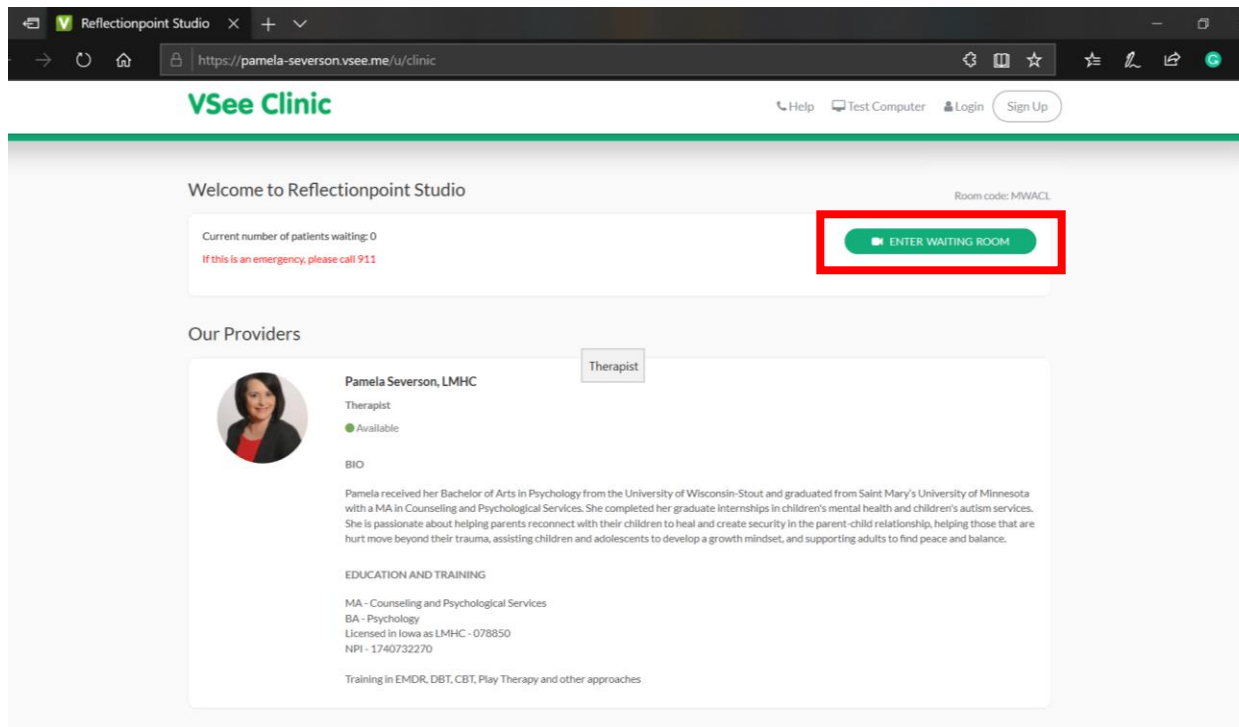 Reflectionpoint Studio
https://pamela-severson.vsee.me/u/clinic
VSee Clinic
Help Test Computer Login Sign Up
Welcome to Reflectionpoint Studio
Room code: MWACL
Current number of patients waiting: 0
ENTER WAITING ROOM
If this is an emergency, please call 911
Our Providers
Therapist
Pamela Severson, LMHC
Therapist
Available
BIO
Pamela received her Bachelor of Arts in Psychology from the University of Wisconsin-Stout and graduated from Saint Mary's University of Minnesota
with a MA in Counseling and Psychological Services. She completed her graduate internships in children's mental health and children's autism services.
She is passionate about helping parents reconnect with their children to heal and create security in the parent-child relationship, helping those that are
hurt move beyond their trauma, assisting children and adolescents to develop a growth mindset, and supporting adults to find peace and balance.
EDUCATION AND TRAINING
MA - Counseling and Psychological Services
BA - Psychology
Licensed in Iowa as LMHC - 078850
NPI - 1740732270
Training in EMDR, DBT, CBT, Play Therapy and other approaches